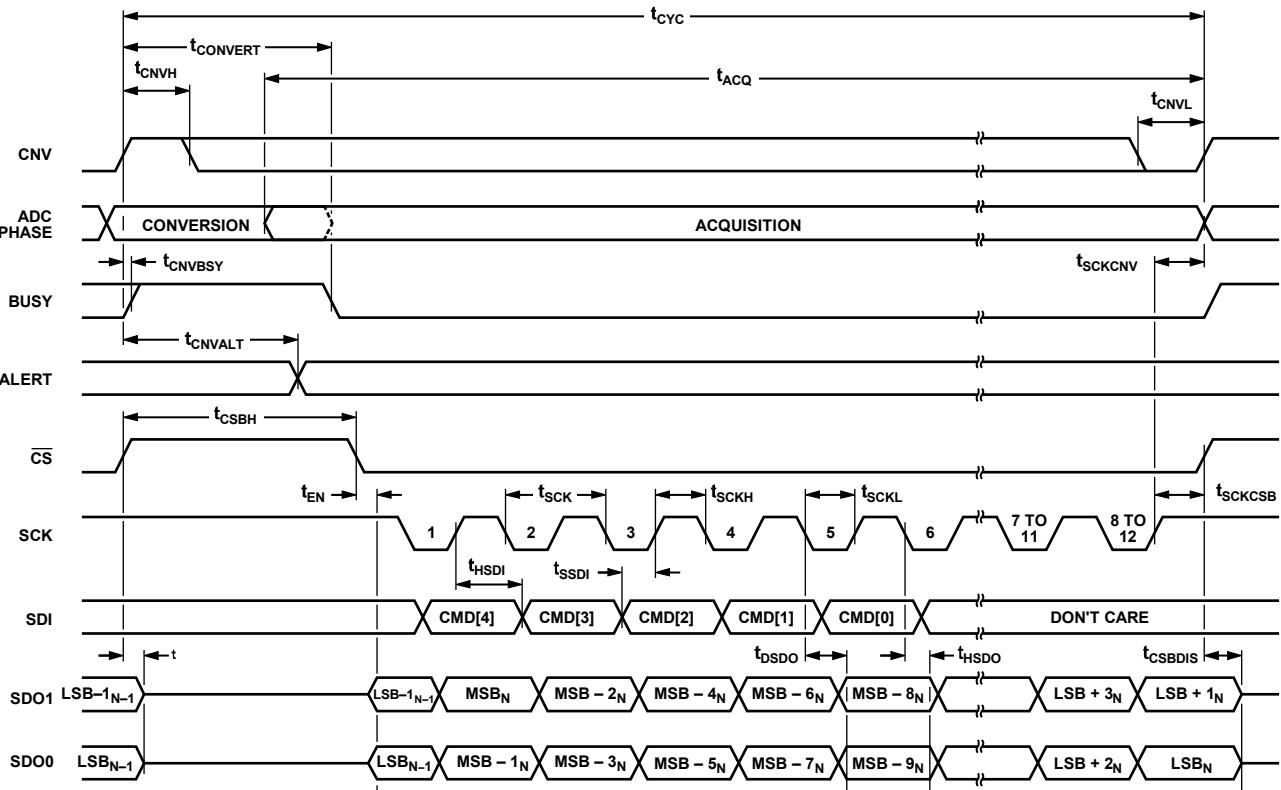 tCYC
tCONVERT
tCNVH
tACQ
tCNVL
CNV
ADC
PHASE
CONVERSION
ACQUISITION
tCNVBSY
tSCKCNV
BUSY
tCNVALT
ALERT
tCSBH
CS
tEN
tSCK
tSCKH
tSCKL
tSCKCSB
SCK
1 2 3 4 5 6 7 TO 11 8 TO 12
tHSDI
tSSDI
SDI
CMD[4] CMD[3] CMD[2] CMD[1] CMD[0] DON'T CARE
t
tDSDO
tHSDO
tCSBDIS
SDO1 LSB–1N–1 LSB–1N–1 MSBN MSB – 2N MSB – 4N MSB – 6N MSB – 8N LSB + 3N LSB + 1N
SDO0 LSBN–1 LSBN–1 MSB – 1N MSB – 3N MSB – 5N MSB – 7N MSB – 9N LSB + 2N LSBN